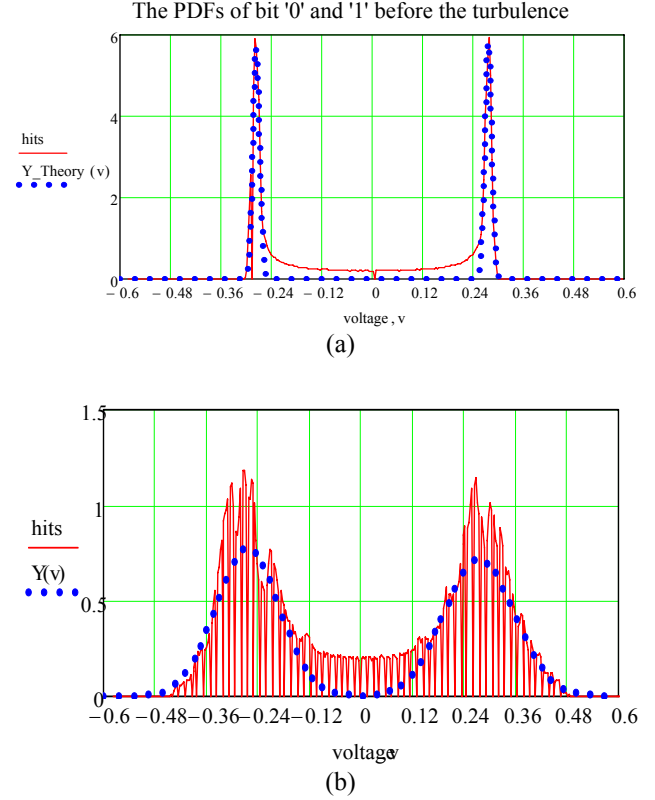 The PDFs of bit '0' and '1' before the turbulence
6
4
2
0
hits
Y_Theory (v)
− 0.6 − 0.48 − 0.36 − 0.24 − 0.12 0 0.12 0.24 0.36 0.48 0.6
voltage , v
(a)
1.5
1
0.5
0
hits
Y(v)
−0.6 −0.48 −0.36 −0.24 −0.12 0 0.12 0.24 0.36 0.48 0.6
voltage,v
(b)